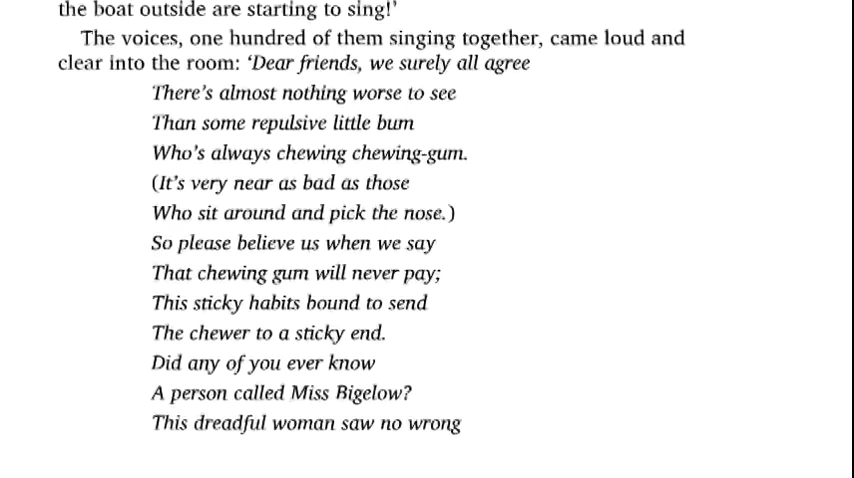 the boat outside are starting to sing!’
The voices, one hundred of them singing together, came loud and
clear into the room: ‘Dear friends, we surely all agree
There’s almost nothing worse to see
Than some repulsive little bum
Who’s always chewing chewing-gum.
(It’s very near as bad as those
Who sit around and pick the nose.)
So please believe us when we say
That chewing gum will never pay;
This sticky habits bound to send
The chewer to a sticky end.
Did any of you ever know
A person called Miss Bigelow?
This dreadful woman saw no wrong